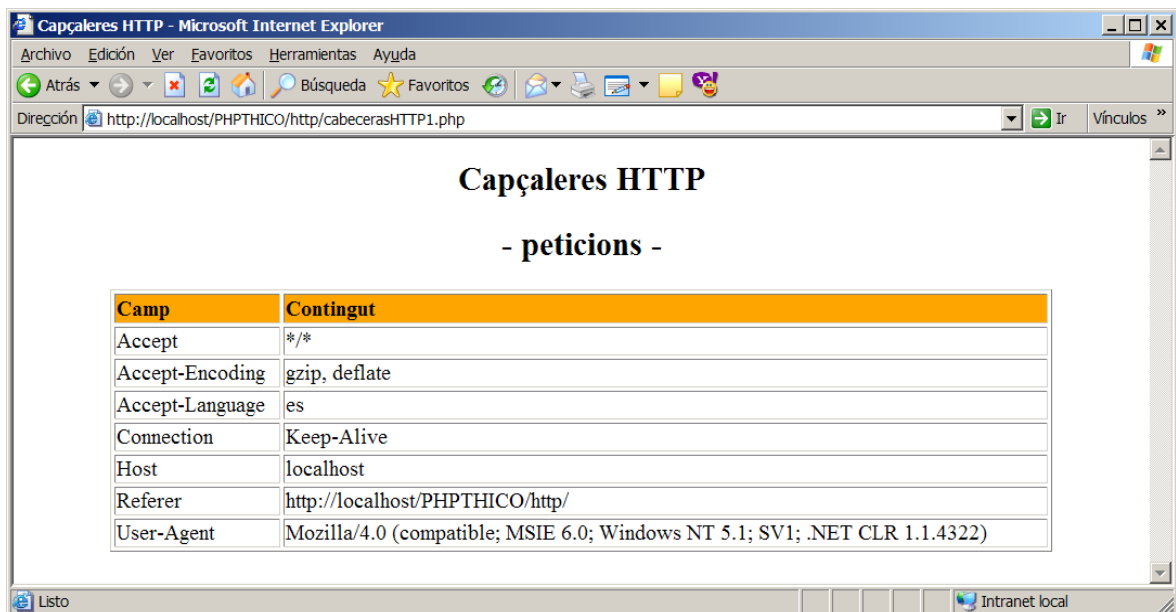 Capçaleres HTTP - Microsoft Internet Explorer
Archivo Edición Ver Favoritos Herramientas Ayuda
Atrás Búsqueda Favoritos
Dirección http://localhost/PHPTHICO/http/cabecerasHTTP1.php Ir Vínculos »
Capçaleres HTTP
- peticions -
Camp Contingut
Accept */*
Accept-Encoding gzip, deflate
Accept-Language es
Connection Keep-Alive
Host localhost
Referer http://localhost/PHPTHICO/http/
User-Agent Mozilla/4.0 (compatible; MSIE 6.0; Windows NT 5.1; SV1; .NET CLR 1.1.4322)
Listo Intranet local